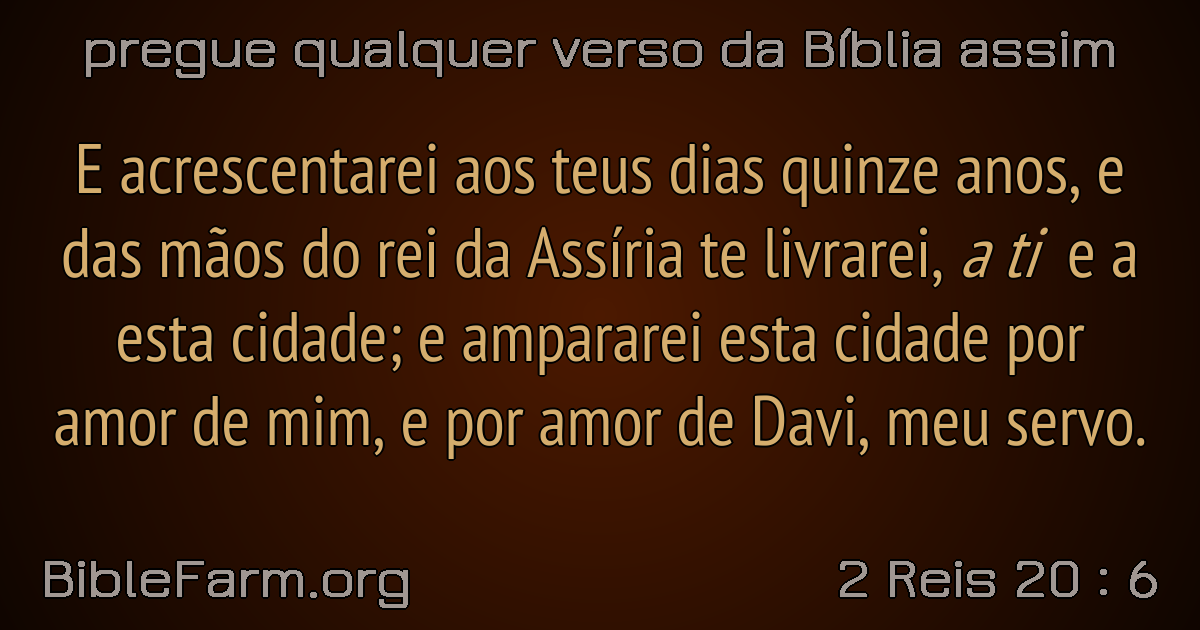 pregue qualquer verso da Bíblia assim
E acrescentarei aos teus dias quinze anos, e
das mãos do rei da Assíria te livrarei, a ti e a
esta cidade; e ampararei esta cidade por
amor de mim, e por amor de Davi, meu servo.
BibleFarm.org
2 Reis 20 : 6